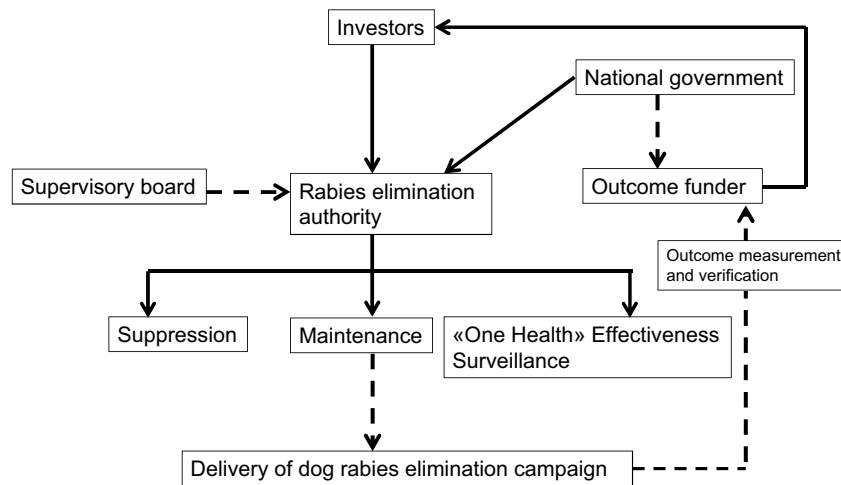 Investors
National government
Supervisory board
Rabies elimination
authority
Outcome funder
Outcome measurement
and verification
Suppression
Maintenance
«One Health» Effectiveness
Surveillance
Delivery of dog rabies elimination campaign